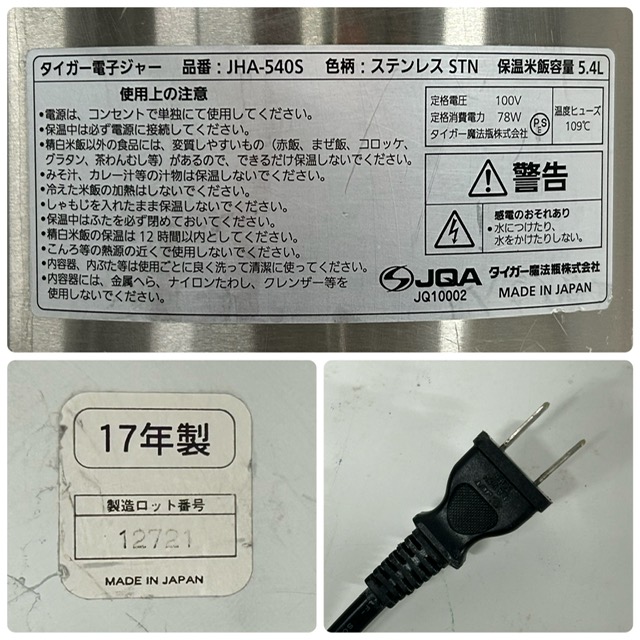 タイガー電子ジャー 品番：JHA-540S 色柄：ステンレス STN 保温米飯容量 5.4L
使用上の注意
●電源は、コンセントで単独にて使用してください。
●保温中は必ず電源に接続してください。
●精白米飯以外の食品には、変質しやすいもの（赤飯、まぜ飯、コロッケ、
グラタン、茶わんむし等）があるので、できるだけ保温しないでください。
●みそ汁、カレー汁等の汁物は保温しないでください。
●冷えた米飯の加熱はしないでください。
●しゃもじを入れたまま保温しないでください。
●保温中はふたを必ず閉めておいてください。
●精白米飯の保温は12時間以内としてください。
●こんろ等の熱源の近くで使用しないでください。
●内容器、内ぶた等は使用ごとに良く洗って清潔に使ってください。
●内容器には、金属へら、ナイロンたわし、クレンザー等を
使用しないでください。
定格電圧 100V
定格消費電力 78W
タイガー魔法瓶株式会社
PSE
温度ヒューズ
109℃
警告
感電のおそれあり
●水につけたり、
水をかけたりしない。
JQA
JQ10002
タイガー魔法瓶株式会社
MADE IN JAPAN
17年製
製造ロット番号
12721
MADE IN JAPAN